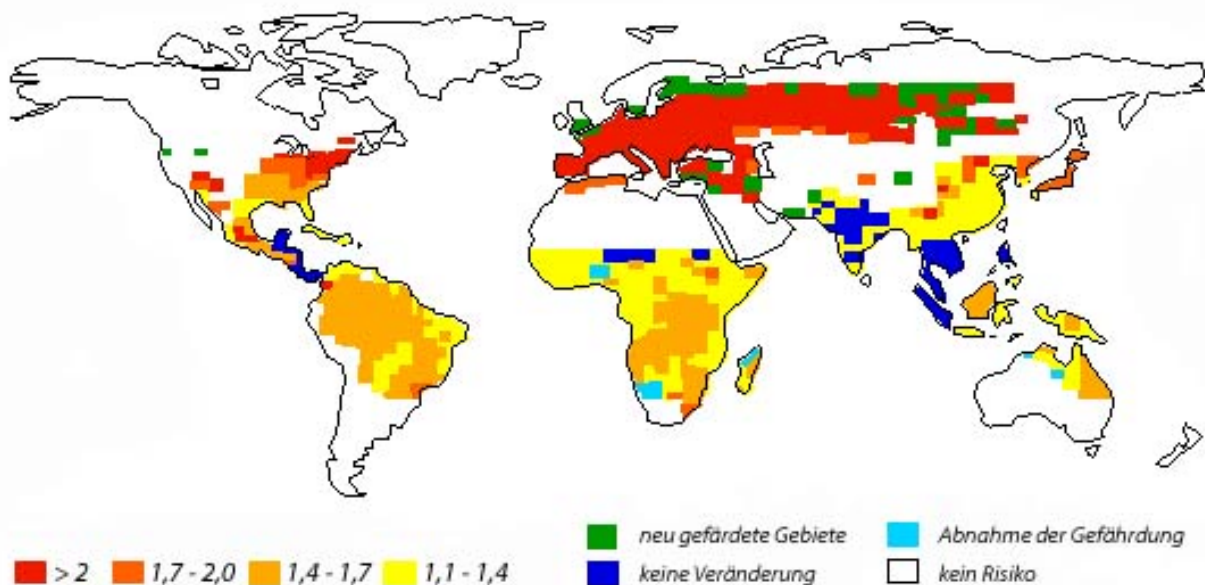 neu gefärdete Gebiete
Abnahme der Gefährdung
> 2
1,7 - 2,0
1,4 - 1,7
1,1 - 1,4
keine Veränderung
kein Risiko